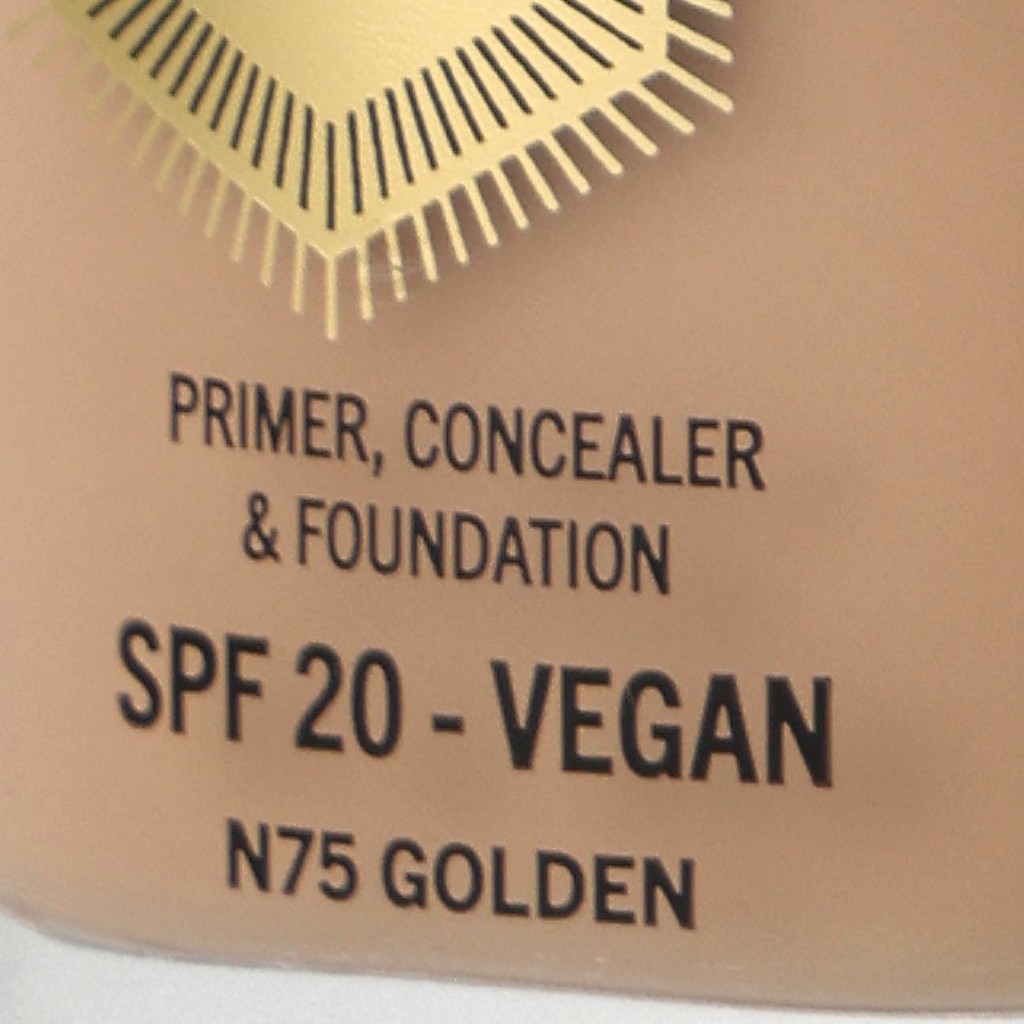 PRIMER, CONCEALER
& FOUNDATION
SPF 20 - VEGAN
N75 GOLDEN